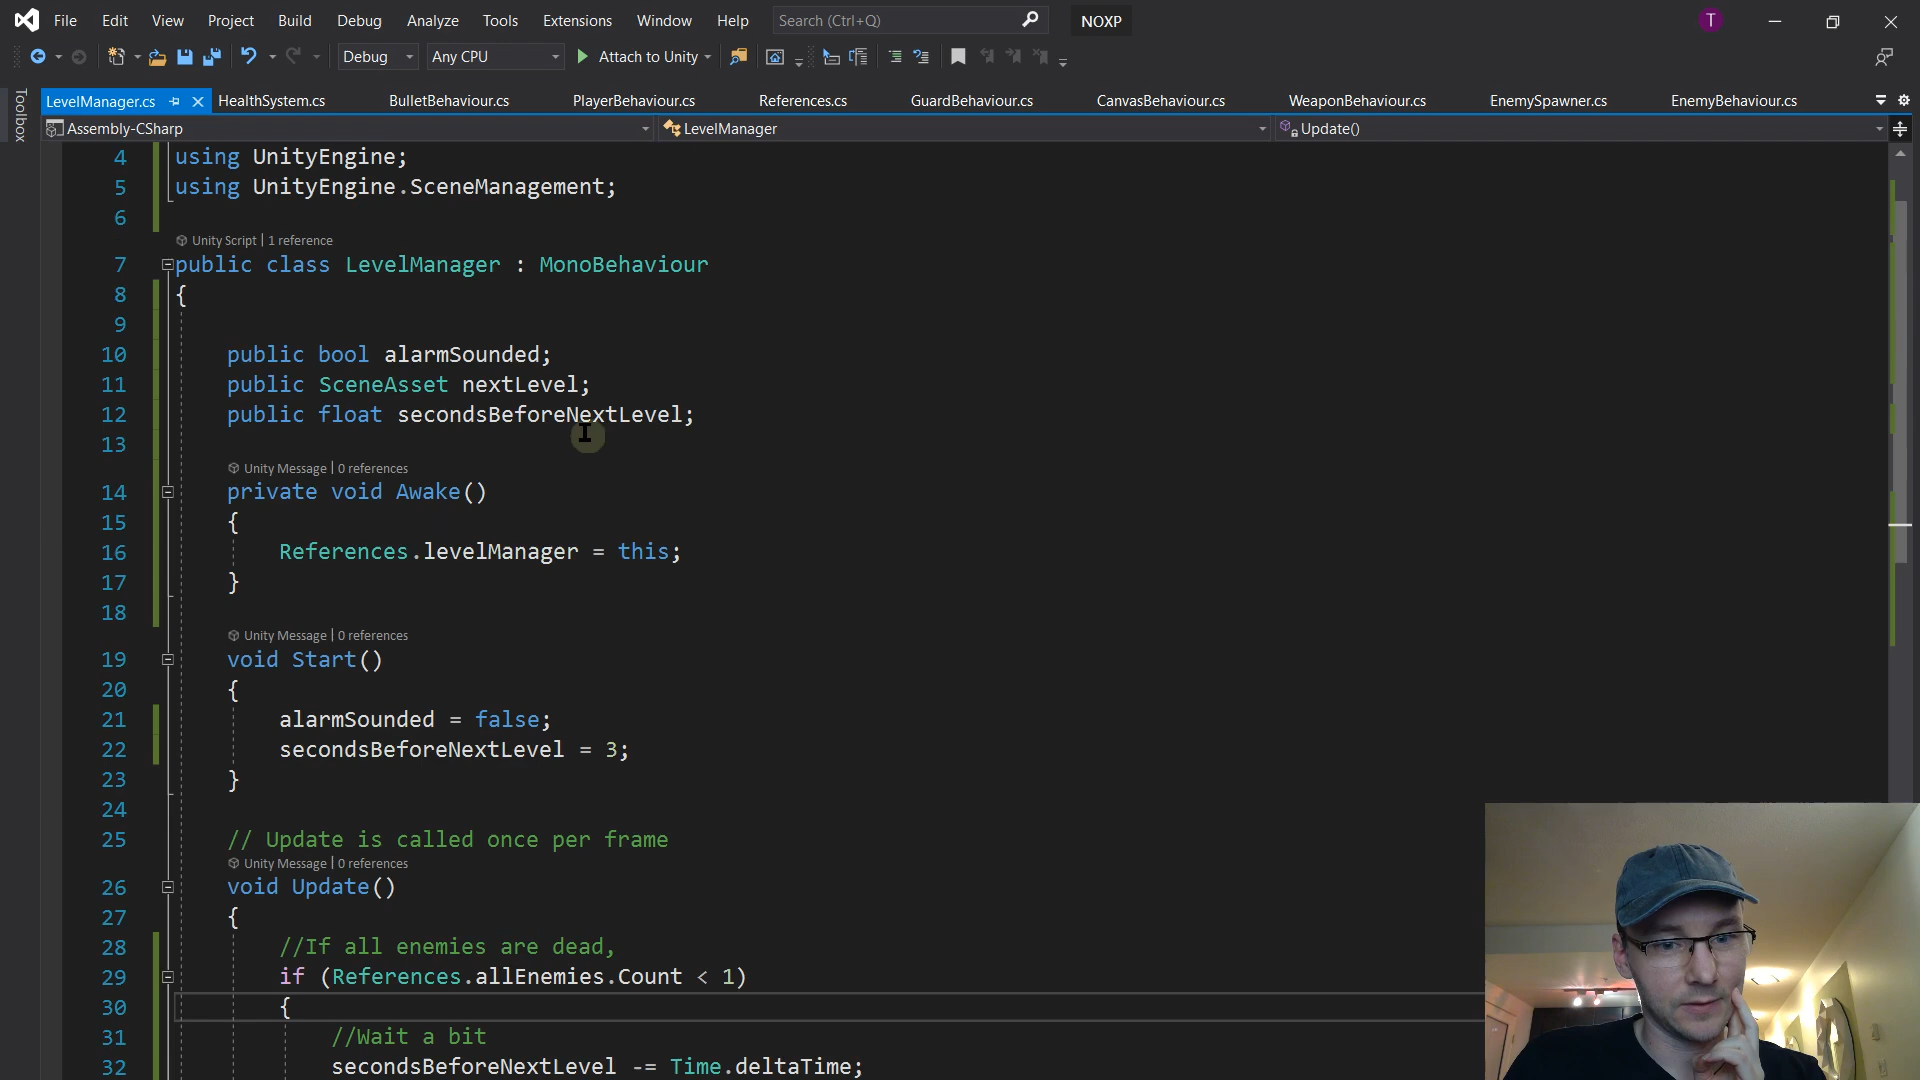 File Edit View Project Build Debug Analyze Tools Extensions Window Help Search (Ctrl+Q) NOXP T
Debug Any CPU Attach to Unity
Toolbox
LevelManager.cs HealthSystem.cs BulletBehaviour.cs PlayerBehaviour.cs References.cs GuardBehaviour.cs CanvasBehaviour.cs WeaponBehaviour.cs EnemySpawner.cs EnemyBehaviour.cs
Assembly-CSharp LevelManager Update()
4 using UnityEngine;
5 using UnityEngine.SceneManagement;
6
Unity Script | 1 reference
7 public class LevelManager : MonoBehaviour
8 {
9
10 public bool alarmSounded;
11 public SceneAsset nextLevel;
12 public float secondsBeforeNextLevel;
13
Unity Message | 0 references
14 private void Awake()
15 {
16 References.levelManager = this;
17 }
18
Unity Message | 0 references
19 void Start()
20 {
21 alarmSounded = false;
22 secondsBeforeNextLevel = 3;
23 }
24
25 // Update is called once per frame
Unity Message | 0 references
26 void Update()
27 {
28 //If all enemies are dead,
29 if (References.allEnemies.Count < 1)
30 {
31 //Wait a bit
32 secondsBeforeNextLevel -= Time.deltaTime;